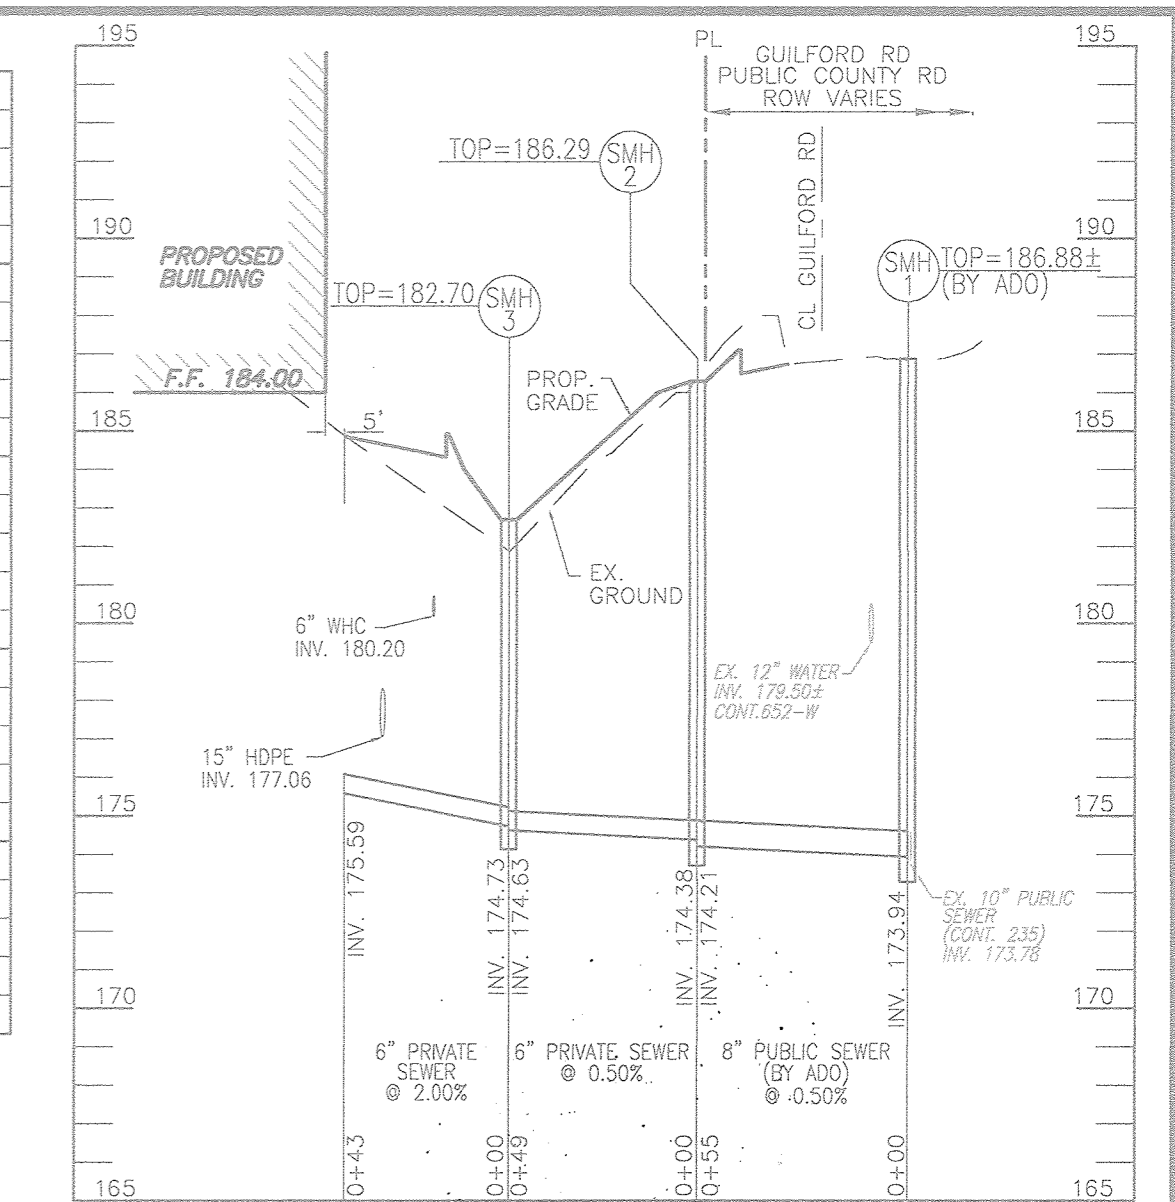 195
195
PL
GUILFORD RD
PUBLIC COUNTY RD
ROW VARIES
TOP=186.29
SMH
2
CL GUILFORD RD
190
190
PROPOSED
BUILDING
TOP=182.70
SMH
3
SMH
1
TOP=186.88±
(BY ADO)
F.F. 184.00
PROP.
GRADE
185
5'
185
EX.
GROUND
180
180
6" WHC
INV. 180.20
EX. 12" WATER
INV. 179.50±
CONT.652-W
15" HDPE
INV. 177.06
175
175
INV. 175.59
INV. 174.73
INV. 174.63
INV. 174.38
INV. 174.21
INV. 173.94
EX. 10" PUBLIC
SEWER
(CONT. 235)
INV. 173.78
170
170
6" PRIVATE
SEWER
@ 2.00%
6" PRIVATE SEWER
@ 0.50%
8" PUBLIC SEWER
(BY ADO)
@ 0.50%
0+43
0+00
0+49
0+00
0+55
0+00
165
165